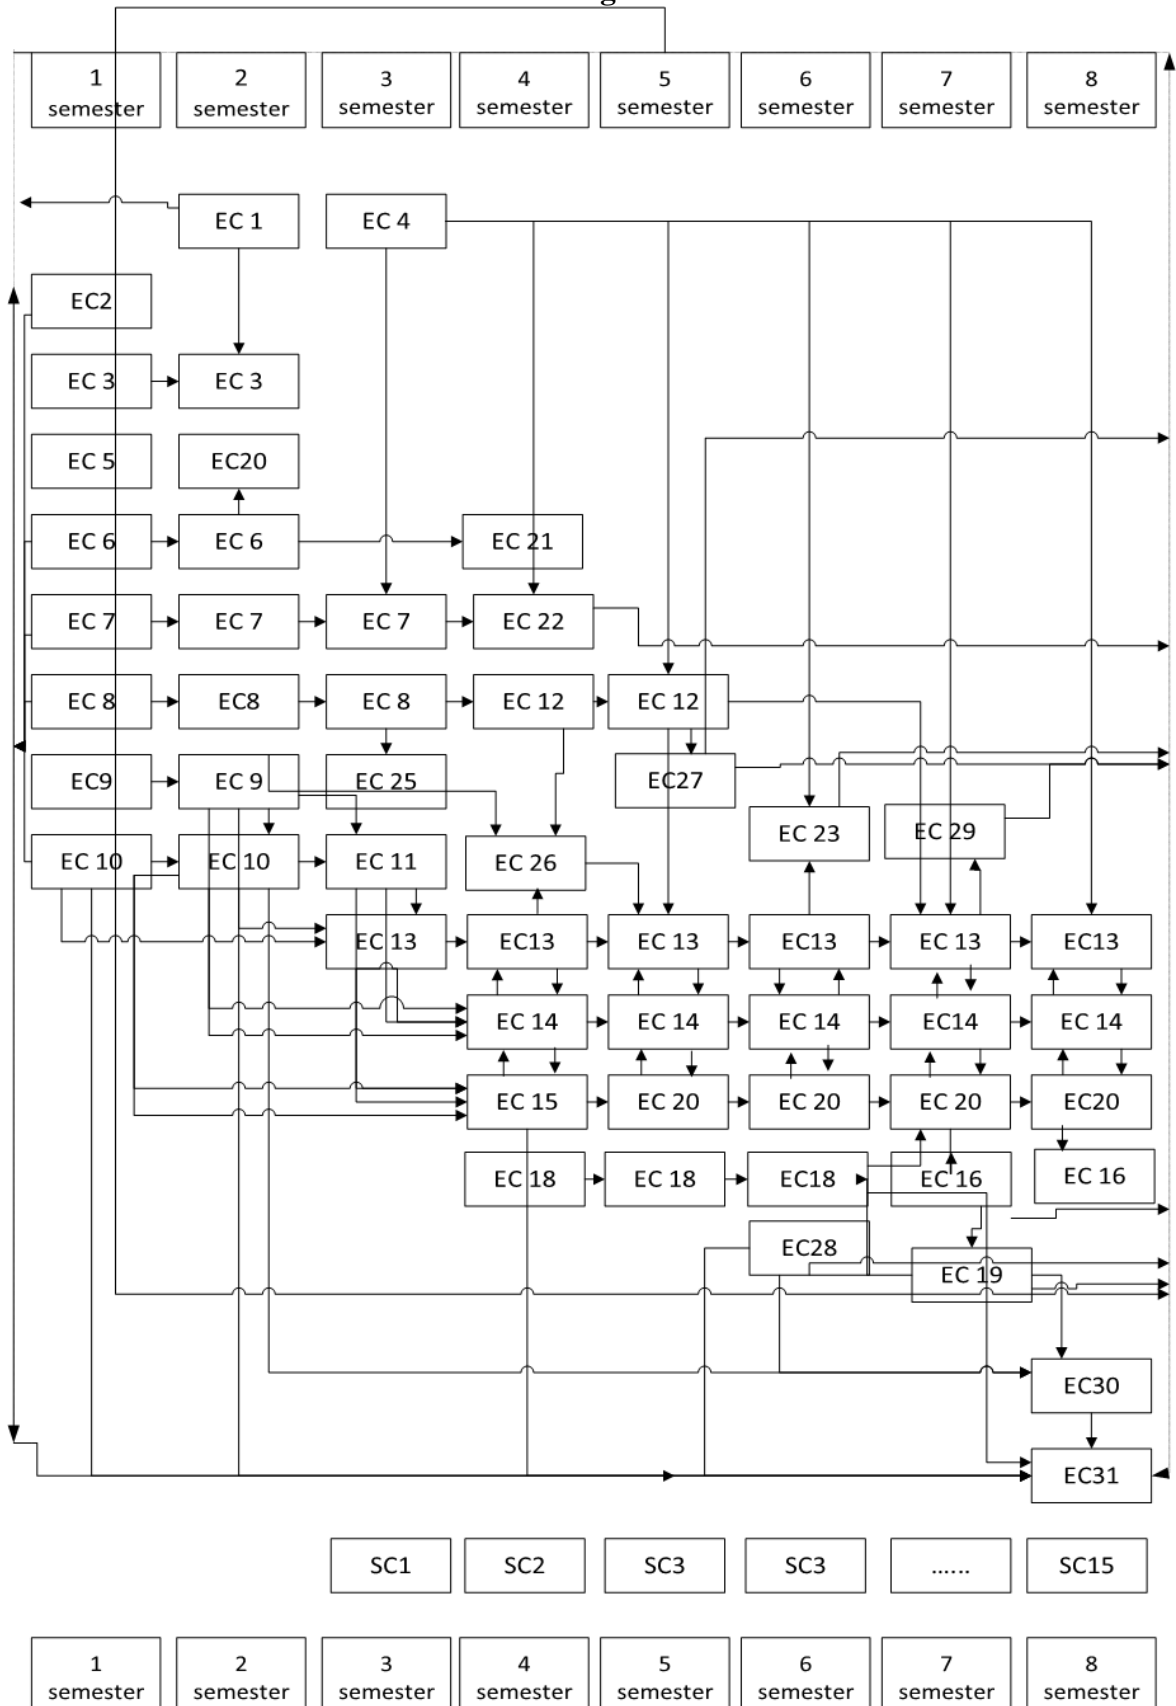 1
semester
2
semester
3
semester
4
semester
5
semester
6
semester
7
semester
8
semester
EC 1
EC 4
EC2
EC 3
EC 3
EC 5
EC20
EC 6
EC 6
EC 21
EC 7
EC 7
EC 7
EC 22
EC 8
EC8
EC 8
EC 12
EC 12
EC9
EC 9
EC 25
EC27
EC 23
EC 29
EC 10
EC 10
EC 11
EC 26
EC 13
EC13
EC 13
EC13
EC 13
EC13
EC 14
EC 14
EC 14
EC14
EC 14
EC 15
EC 20
EC 20
EC 20
EC20
EC 18
EC 18
EC18
EC 16
EC 16
EC28
EC 19
EC30
EC31
SC1
SC2
SC3
SC3
......
SC15
1
semester
2
semester
3
semester
4
semester
5
semester
6
semester
7
semester
8
semester